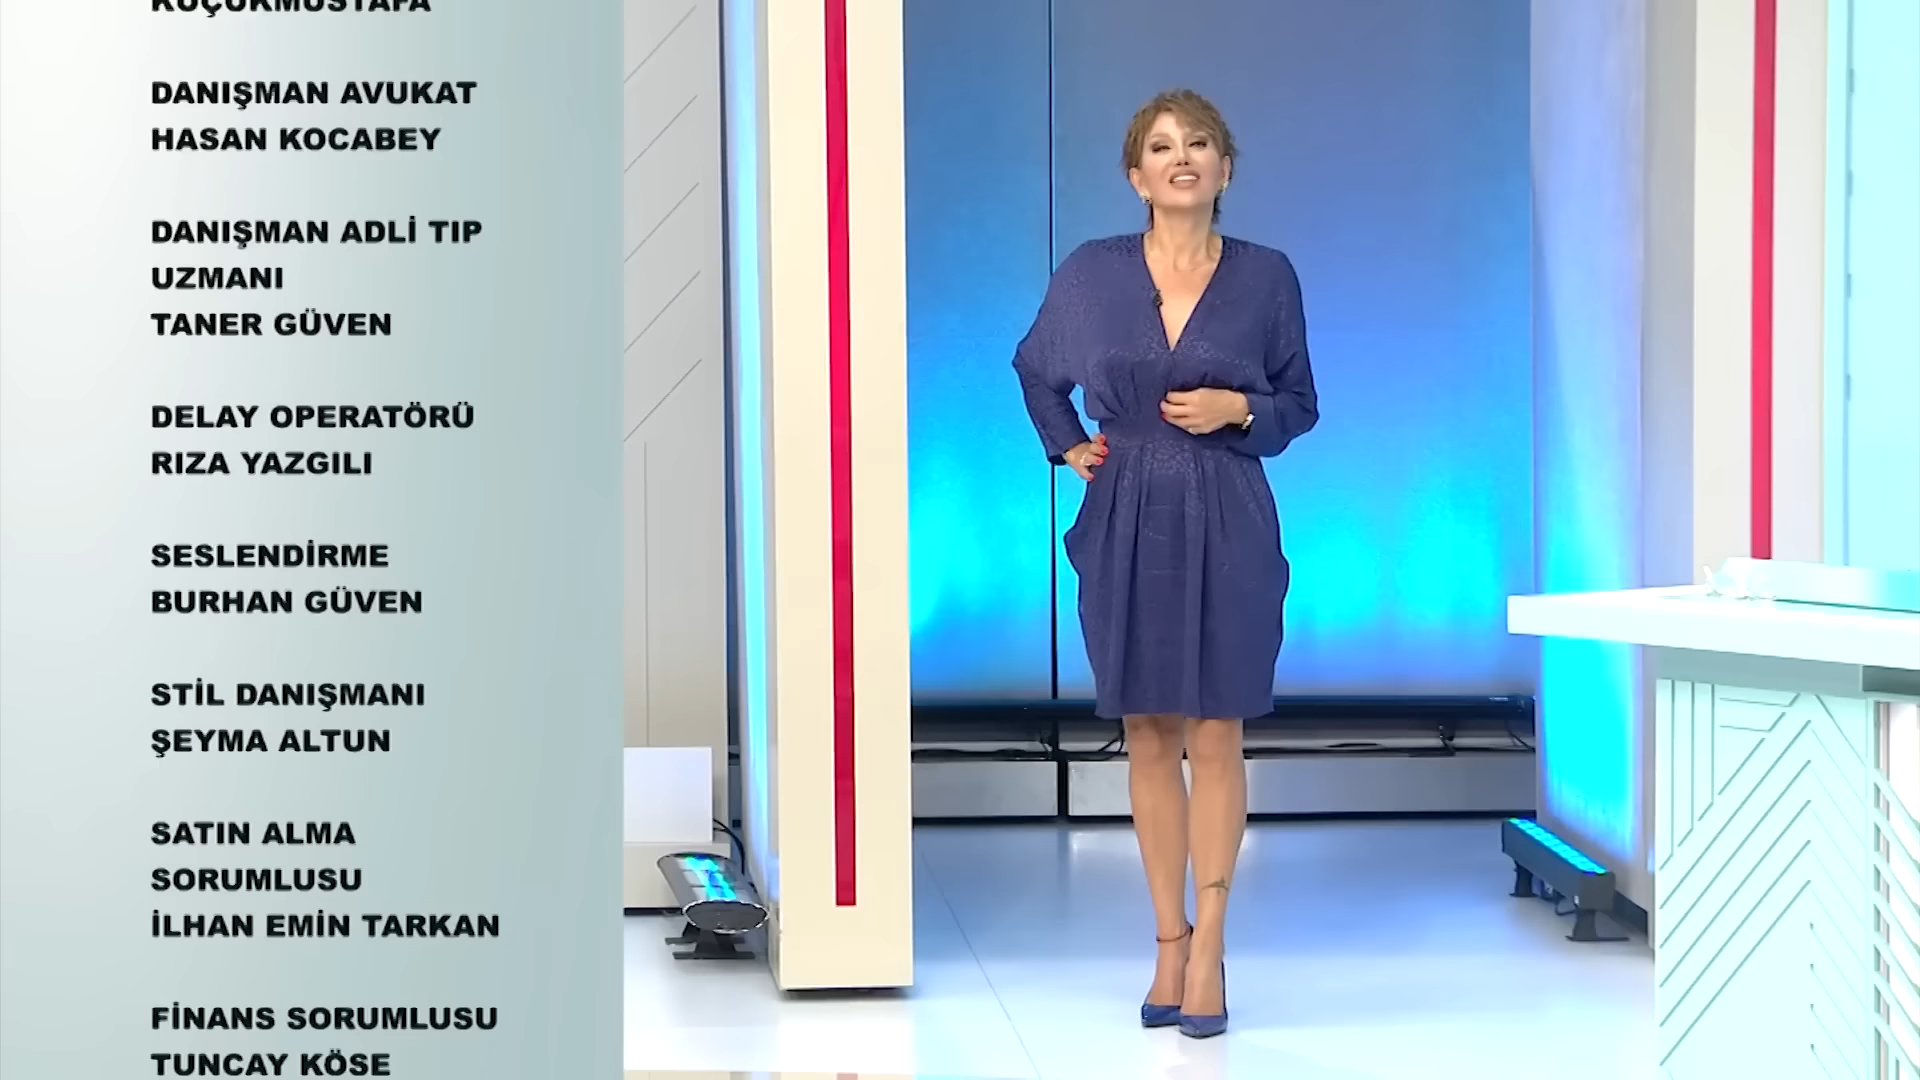 KÜÇÜKMUSTAFA
DANIŞMAN AVUKAT
HASAN KOCABEY
DANIŞMAN ADLİ TIP
UZMANI
TANER GÜVEN
DELAY OPERATÖRÜ
RIZA YAZGILI
SESLENDİRME
BURHAN GÜVEN
STİL DANIŞMANI
ŞEYMA ALTUN
SATIN ALMA
SORUMLUSU
İLHAN EMİN TARKAN
FİNANS SORUMLUSU
TUNCAY KÖSE